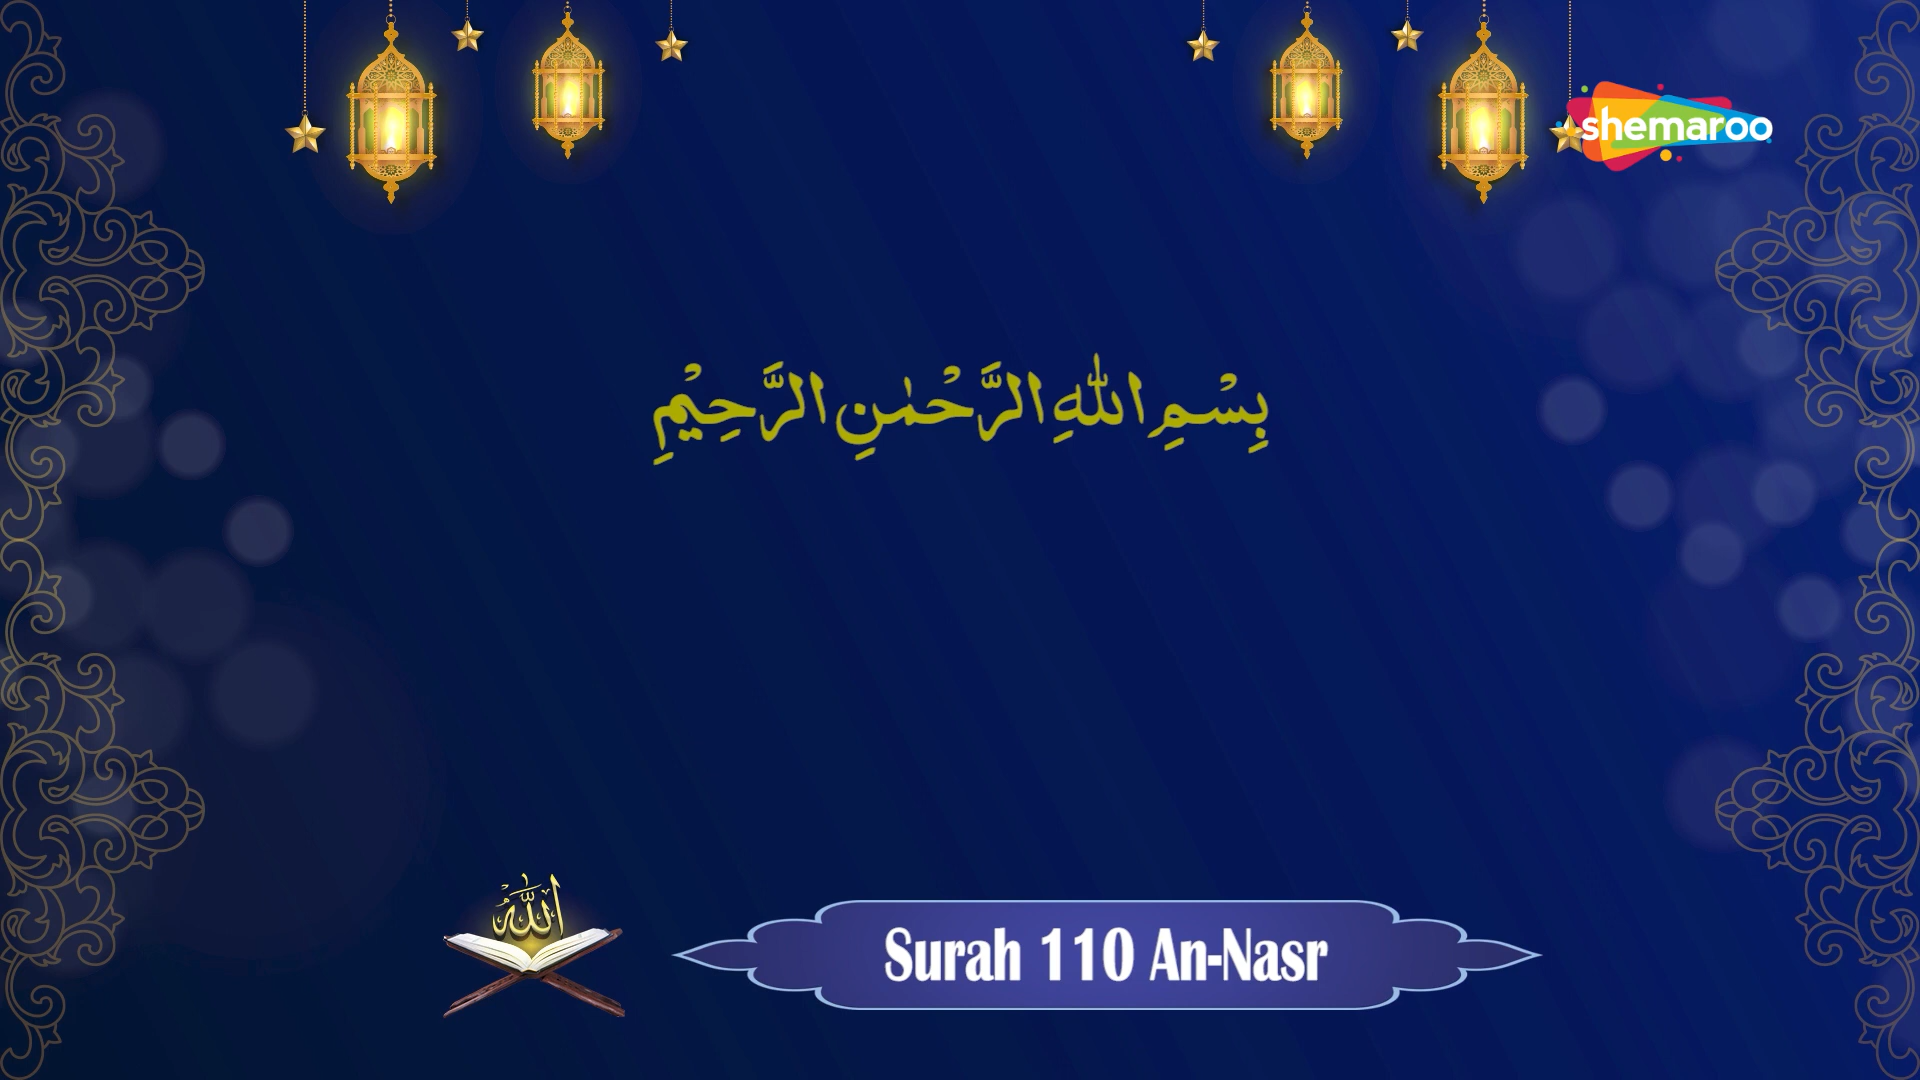 shemaroo
بِسْمِ اللهِ الرَّحْمٰنِ الرَّحِيْمِ
اللهُ
Surah 110 An-Nasr